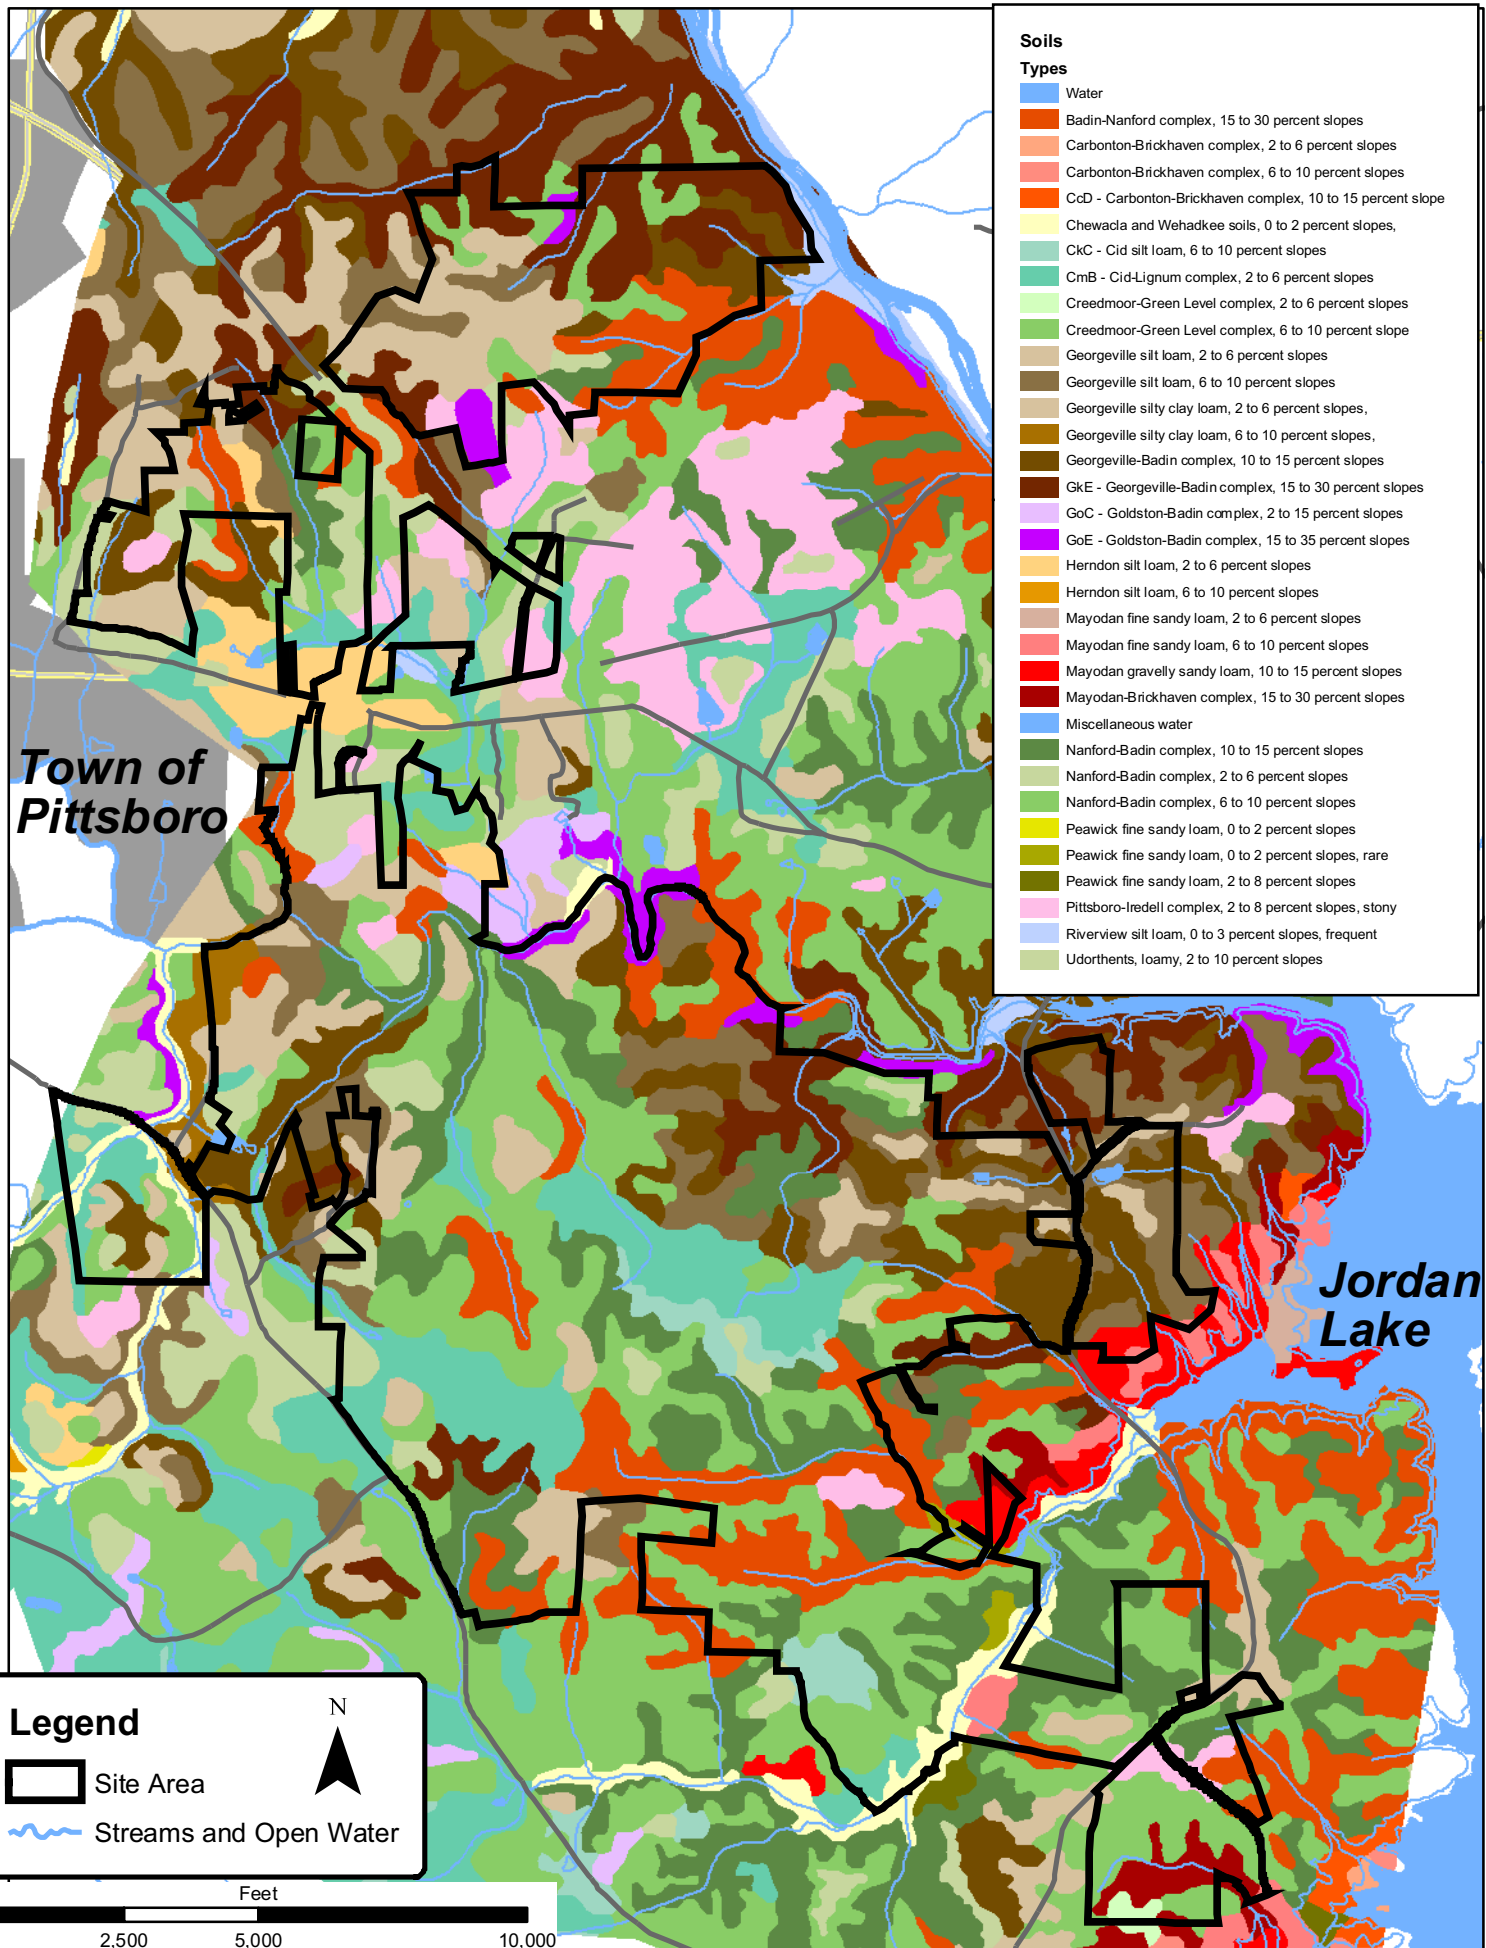 Soils
Types
Water
Badin-Nanford complex, 15 to 30 percent slopes
Carbonton-Brickhaven complex, 2 to 6 percent slopes
Carbonton-Brickhaven complex, 6 to 10 percent slopes
CcD - Carbonton-Brickhaven complex, 10 to 15 percent slope
Chewacla and Wehadkee soils, 0 to 2 percent slopes,
CkC - Cid silt loam, 6 to 10 percent slopes
CmB - Cid-Lignum complex, 2 to 6 percent slopes
Creedmoor-Green Level complex, 2 to 6 percent slopes
Creedmoor-Green Level complex, 6 to 10 percent slope
Georgeville silt loam, 2 to 6 percent slopes
Georgeville silt loam, 6 to 10 percent slopes
Georgeville silty clay loam, 2 to 6 percent slopes,
Georgeville silty clay loam, 6 to 10 percent slopes,
Georgeville-Badin complex, 10 to 15 percent slopes
GkE - Georgeville-Badin complex, 15 to 30 percent slopes
GoC - Goldston-Badin complex, 2 to 15 percent slopes
GoE - Goldston-Badin complex, 15 to 35 percent slopes
Herndon silt loam, 2 to 6 percent slopes
Herndon silt loam, 6 to 10 percent slopes
Mayodan fine sandy loam, 2 to 6 percent slopes
Mayodan fine sandy loam, 6 to 10 percent slopes
Mayodan gravelly sandy loam, 10 to 15 percent slopes
Mayodan-Brickhaven complex, 15 to 30 percent slopes
Miscellaneous water
Nanford-Badin complex, 10 to 15 percent slopes
Nanford-Badin complex, 2 to 6 percent slopes
Nanford-Badin complex, 6 to 10 percent slopes
Peawick fine sandy loam, 0 to 2 percent slopes
Peawick fine sandy loam, 0 to 2 percent slopes, rare
Peawick fine sandy loam, 2 to 8 percent slopes
Pittsboro-Iredell complex, 2 to 8 percent slopes, stony
Riverview silt loam, 0 to 3 percent slopes, frequent
Udorthents, loamy, 2 to 10 percent slopes
Town of
Pittsboro
Jordan
Lake
Legend
N
Site Area
Streams and Open Water
Feet
2,500 5,000 10,000